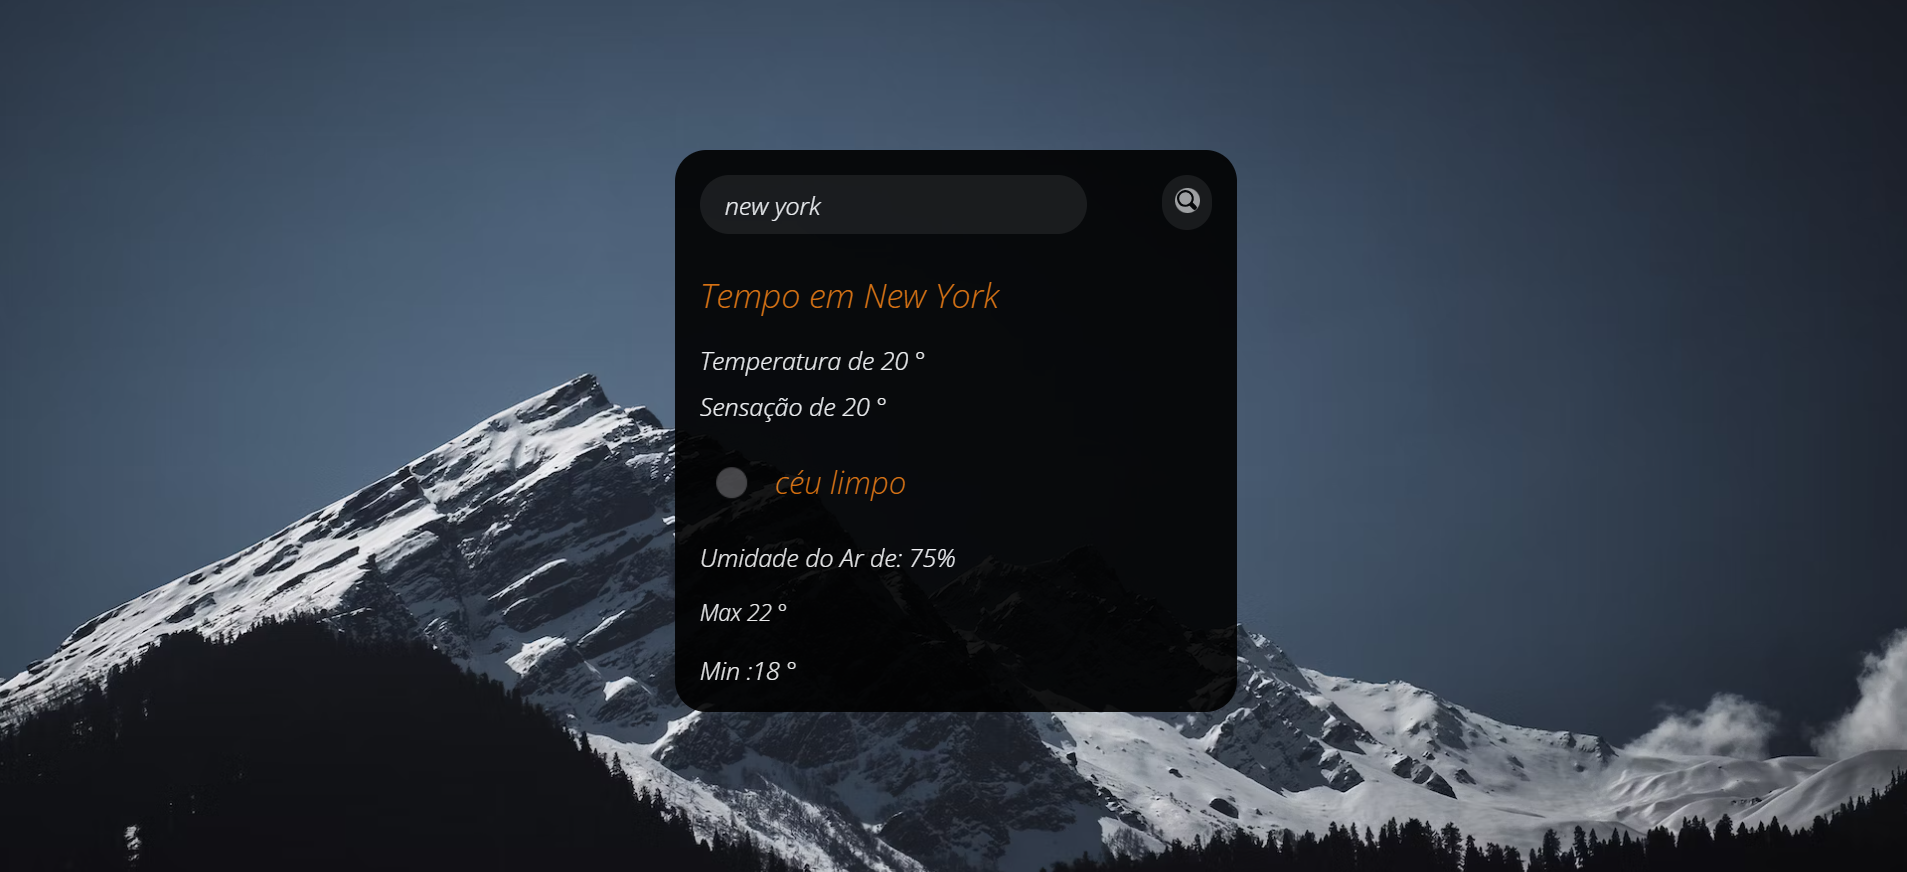 new york
Tempo em New York
Temperatura de 20 °
Sensação de 20 °
céu limpo
Umidade do Ar de: 75%
Max 22 °
Min :18 °